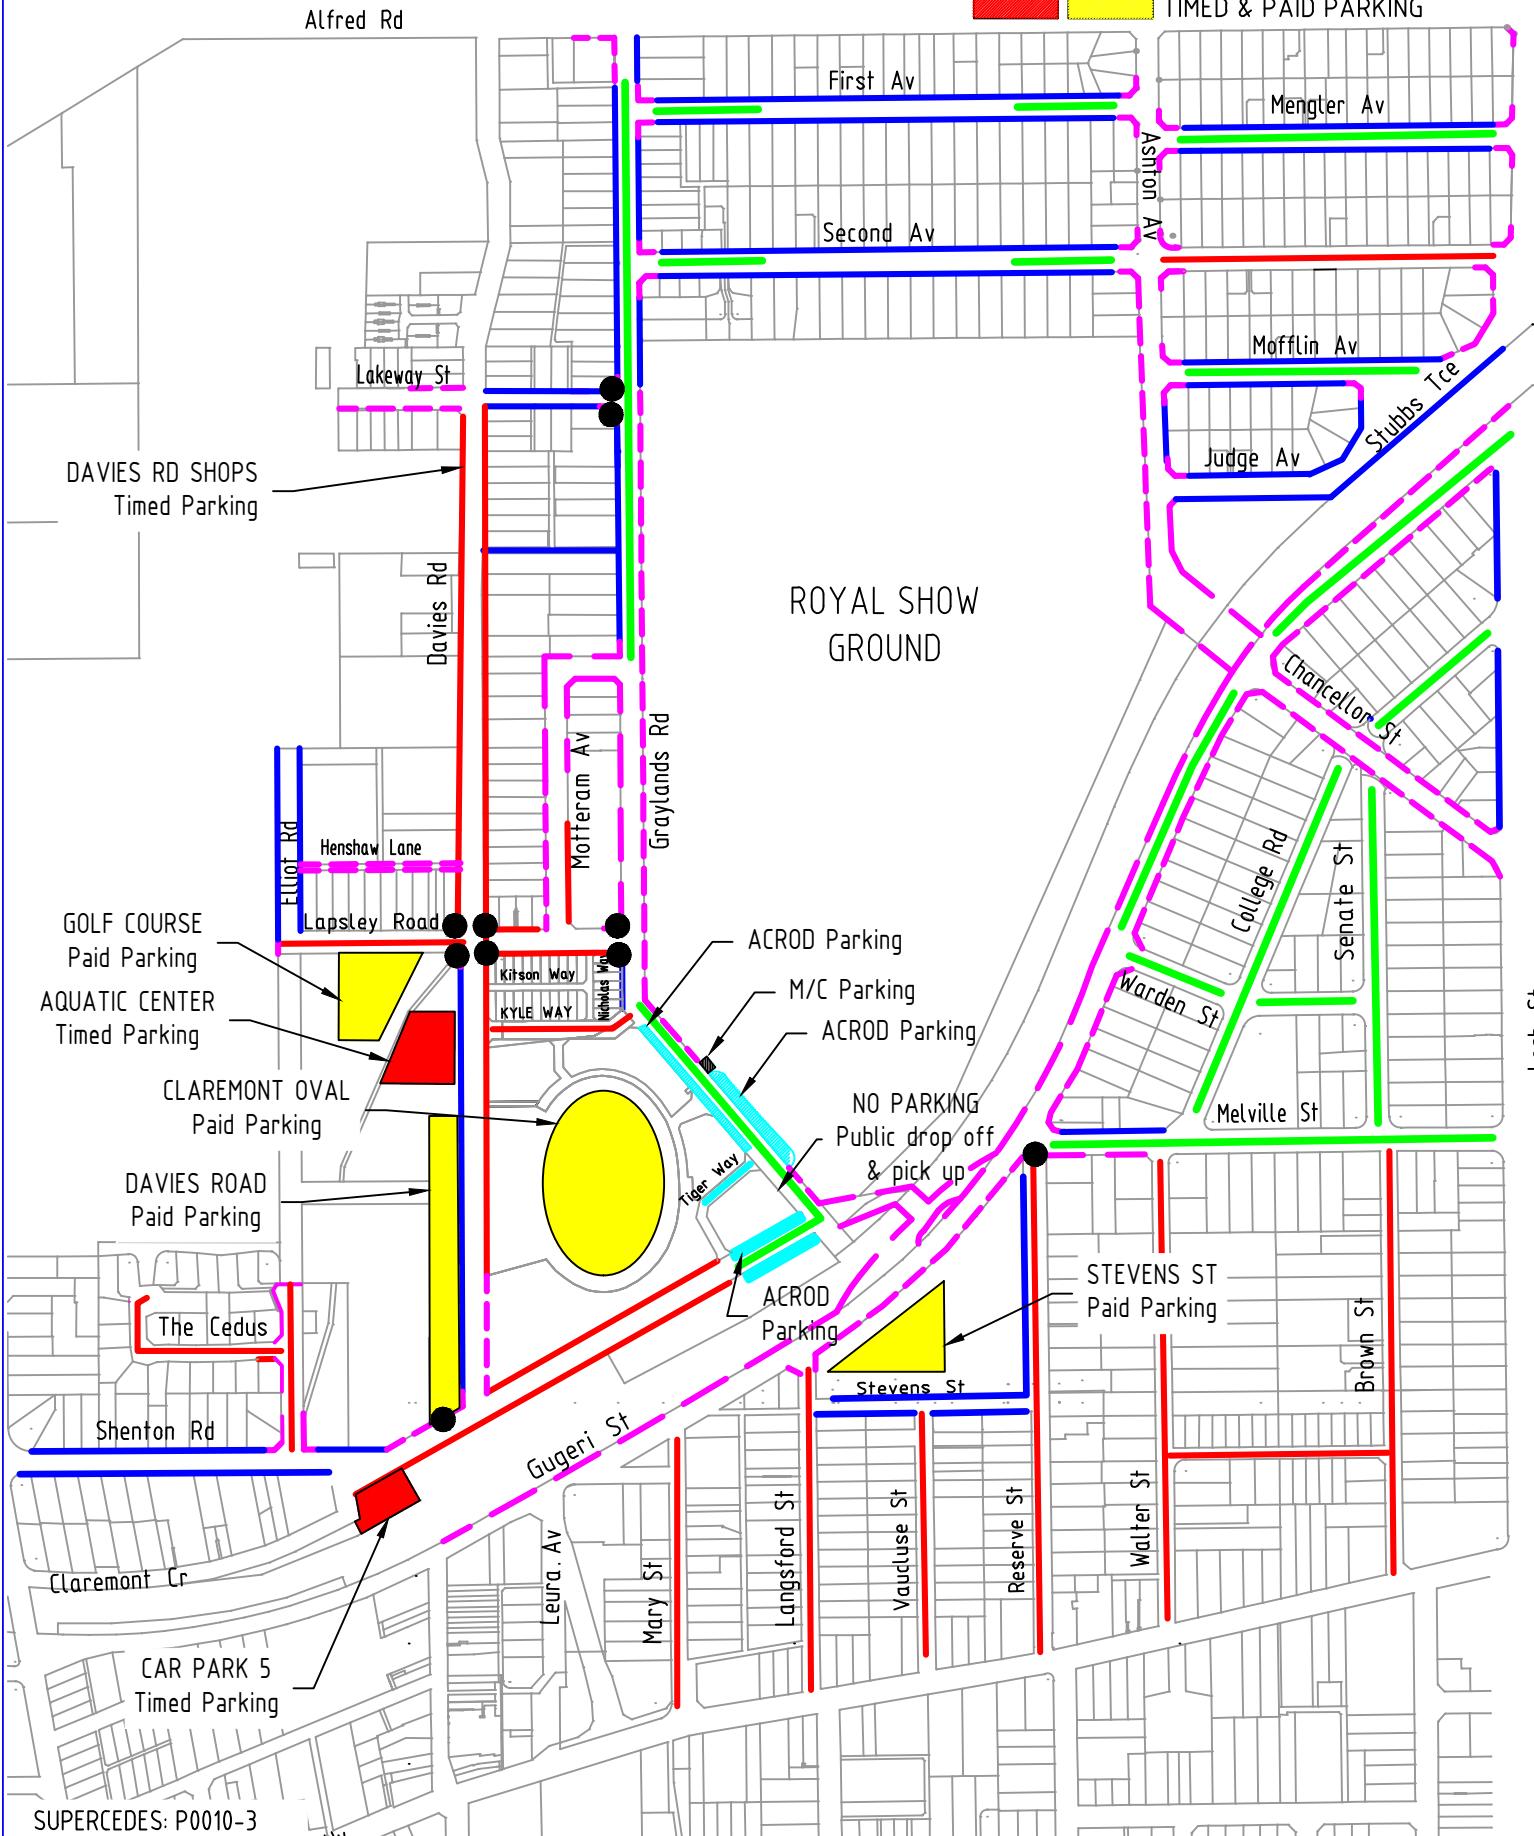 TIMED & PAID PARKING
Alfred Rd
First Av
Mengler Av
Ashton Av
Second Av
Mofflin Av
Lakeway St
Stubbs Tce
Judge Av
DAVIES RD SHOPS
Timed Parking
Davies Rd
ROYAL SHOW
GROUND
Chancellor St
Graylands Rd
Motteram Av
Elliot Rd
Henshaw Lane
College Rd
Senate St
Lapsley Road
GOLF COURSE
Paid Parking
ACROD Parking
Kitson Way
Nicholas Way
KYLE WAY
M/C Parking
Warden St
AQUATIC CENTER
Timed Parking
ACROD Parking
CLAREMONT OVAL
Paid Parking
NO PARKING
Public drop off
& pick up
Melville St
Tiger Way
DAVIES ROAD
Paid Parking
STEVENS ST
Paid Parking
ACROD
Parking
The Cedus
Brown St
Stevens St
Shenton Rd
Gugeri St
Langsford St
Vaucluse St
Reserve St
Walter St
Claremont Cr
Leura. Av
Mary St
CAR PARK 5
Timed Parking
SUPERCEDES: P0010-3